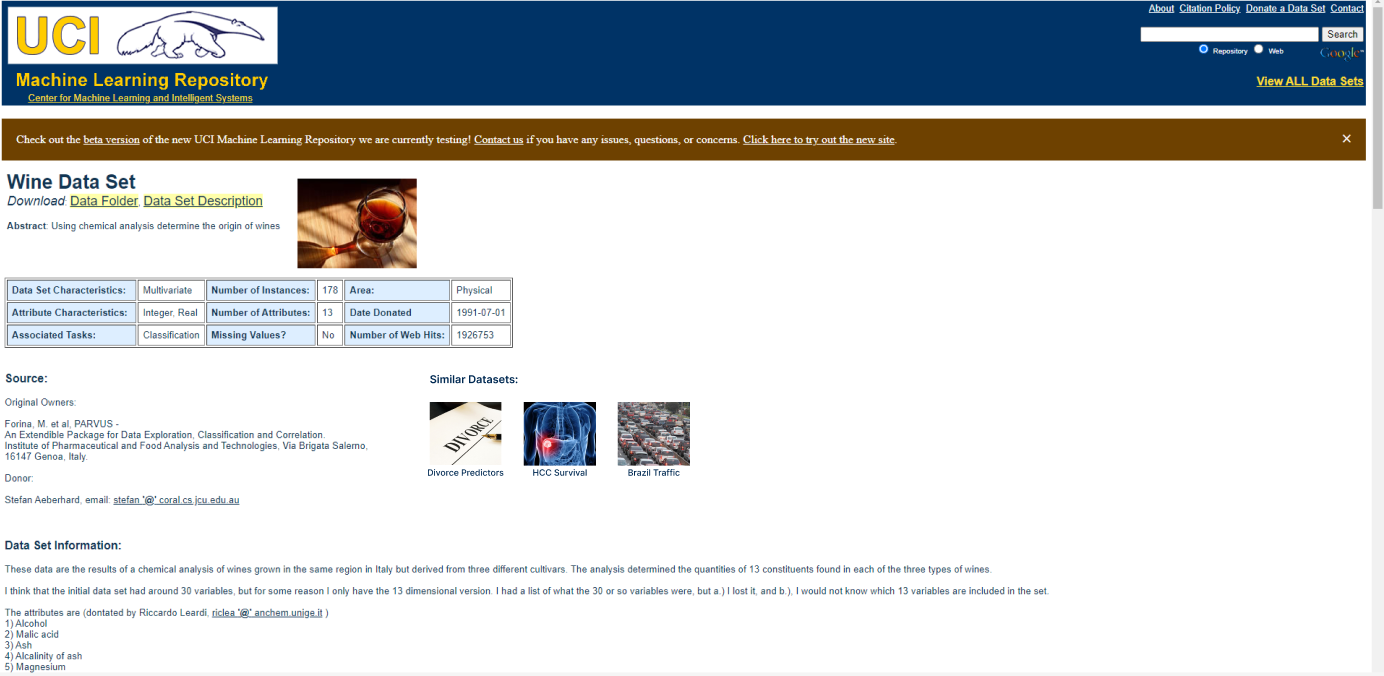 About Citation Policy Donate a Data Set Contact
UCI
Search
Repository Web
Google™
Machine Learning Repository
View ALL Data Sets
Center for Machine Learning and Intelligent Systems
Check out the beta version of the new UCI Machine Learning Repository we are currently testing! Contact us if you have any issues, questions, or concerns. Click here to try out the new site. ×
Wine Data Set
Download: Data Folder, Data Set Description
Abstract: Using chemical analysis determine the origin of wines
Data Set Characteristics: Multivariate Number of Instances: 178 Area: Physical
Attribute Characteristics: Integer, Real Number of Attributes: 13 Date Donated 1991-07-01
Associated Tasks: Classification Missing Values? No Number of Web Hits: 1926753
Source:
Original Owners:
Forina, M. et al, PARVUS -
An Extendible Package for Data Exploration, Classification and Correlation.
Institute of Pharmaceutical and Food Analysis and Technologies, Via Brigata Salerno,
16147 Genoa, Italy.
Donor:
Stefan Aeberhard, email: stefan '@' coral.cs.jcu.edu.au
Similar Datasets:
DIVORCE
Divorce Predictors HCC Survival Brazil Traffic
Data Set Information:
These data are the results of a chemical analysis of wines grown in the same region in Italy but derived from three different cultivars. The analysis determined the quantities of 13 constituents found in each of the three types of wines.
I think that the initial data set had around 30 variables, but for some reason I only have the 13 dimensional version. I had a list of what the 30 or so variables were, but a.) I lost it, and b.), I would not know which 13 variables are included in the set.
The attributes are (dontated by Riccardo Leardi, riclea '@' anchem.unige.it )
1) Alcohol
2) Malic acid
3) Ash
4) Alcalinity of ash
5) Magnesium